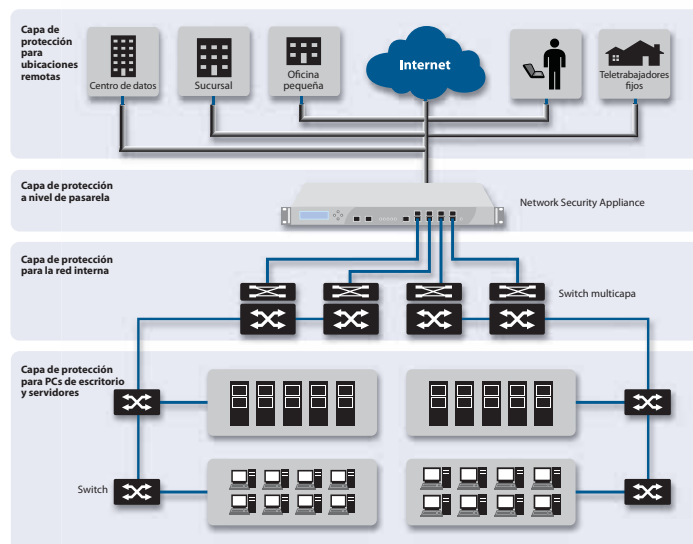 Capa de
protección
para
ubicaciones
remotas
Centro de datos
Sucursal
Oficina
pequeña
Internet
Teletrabajadores
fijos
Capa de protección
a nivel de pasarela
Network Security Appliance
Capa de protección
para la red interna
Switch multicapa
Capa de protección
para PCs de escritorio
y servidores
Switch